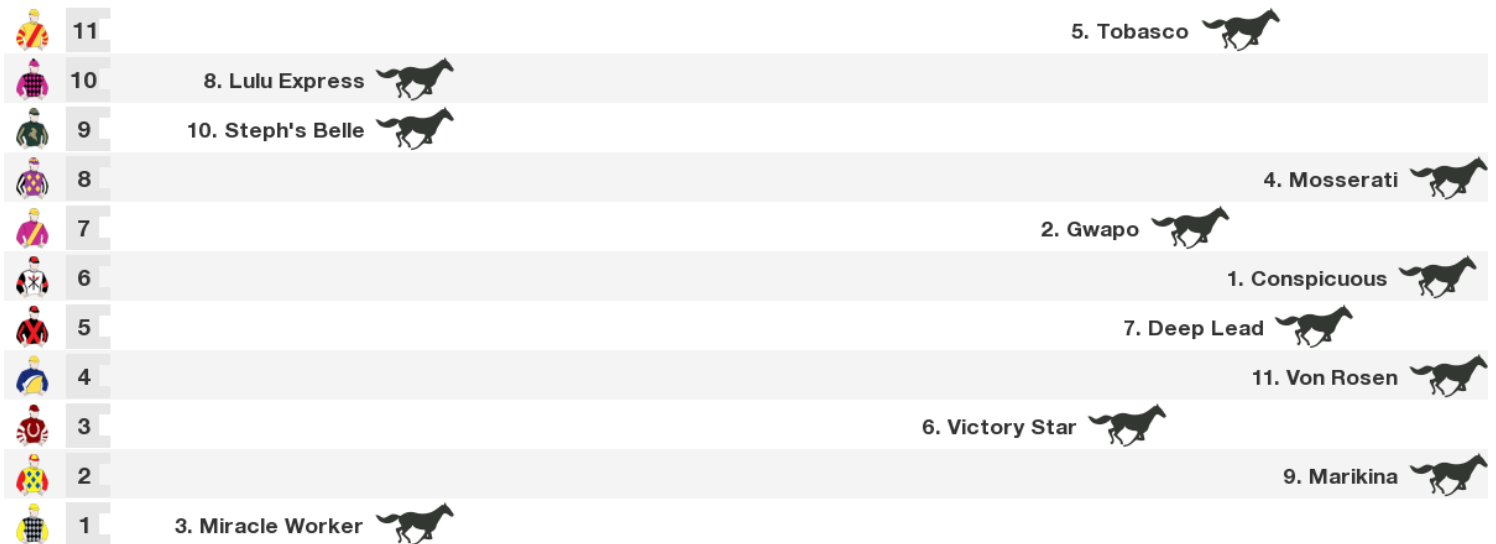 11 5. Tobasco
10 8. Lulu Express
9 10. Steph's Belle
8 4. Mosserati
7 2. Gwapo
6 1. Conspicuous
5 7. Deep Lead
4 11. Von Rosen
3 6. Victory Star
2 9. Marikina
1 3. Miracle Worker